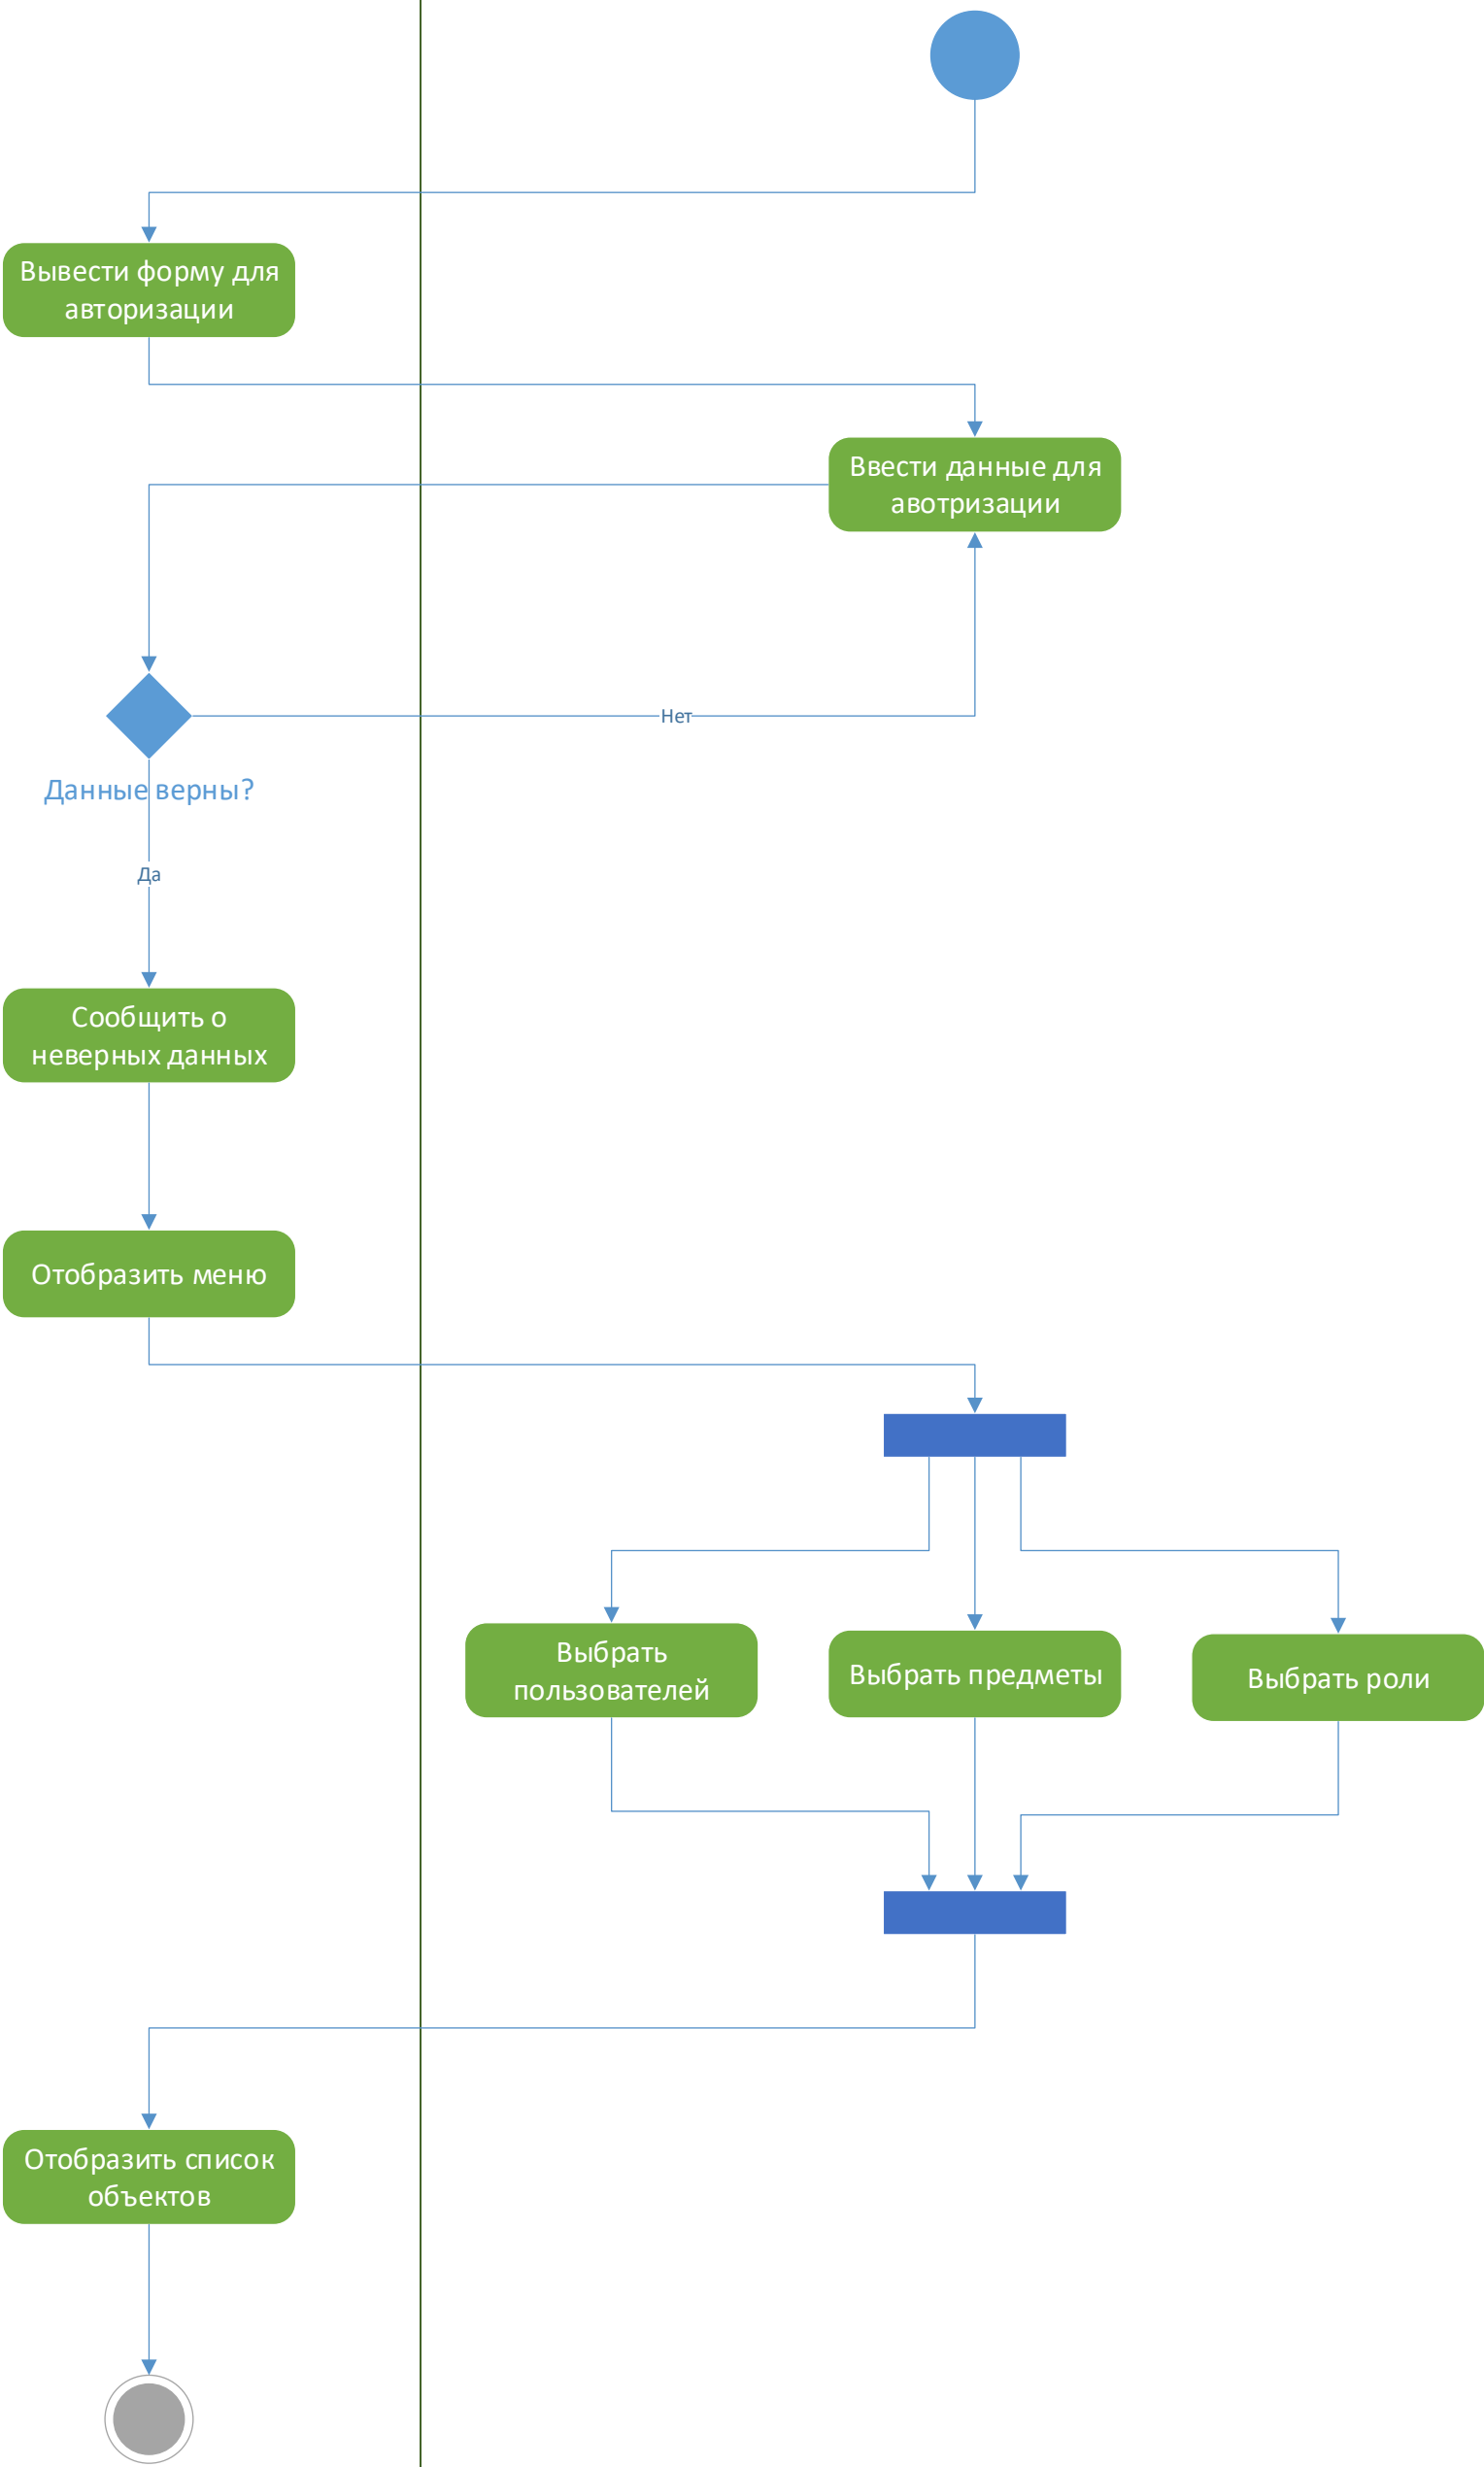 Вывести форму для
авторизации
Ввести данные для
авотризации
Нет
Данные верны?
Да
Сообщить о
неверных данных
Отобразить меню
Выбрать
пользователей
Выбрать предметы
Выбрать роли
Отобразить список
объектов